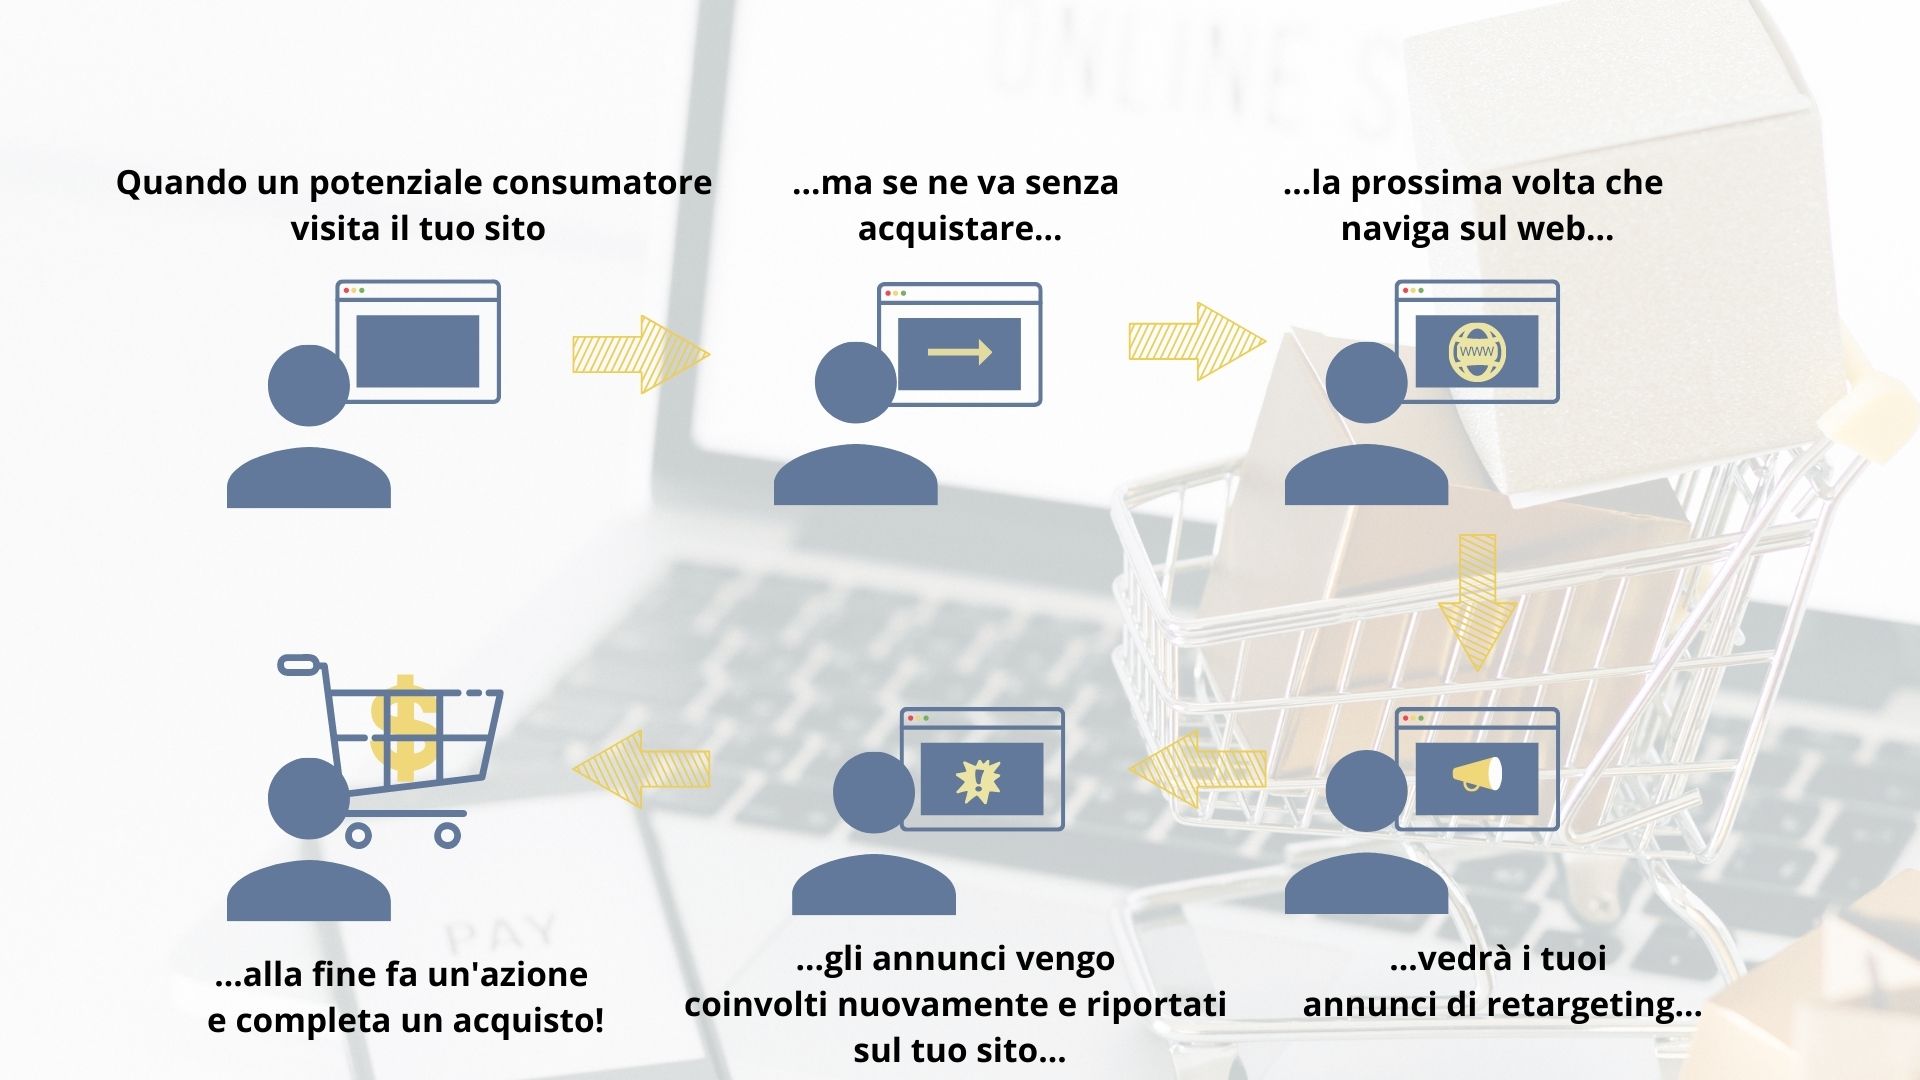 ONLINE S
Quando un potenziale consumatore
visita il tuo sito
...ma se ne va senza
acquistare...
...la prossima volta che
naviga sul web...
WWW
...alla fine fa un'azione
e completa un acquisto!
...gli annunci vengo
coinvolti nuovamente e riportati
sul tuo sito...
...vedrà i tuoi
annunci di retargeting...
PAY
$
!